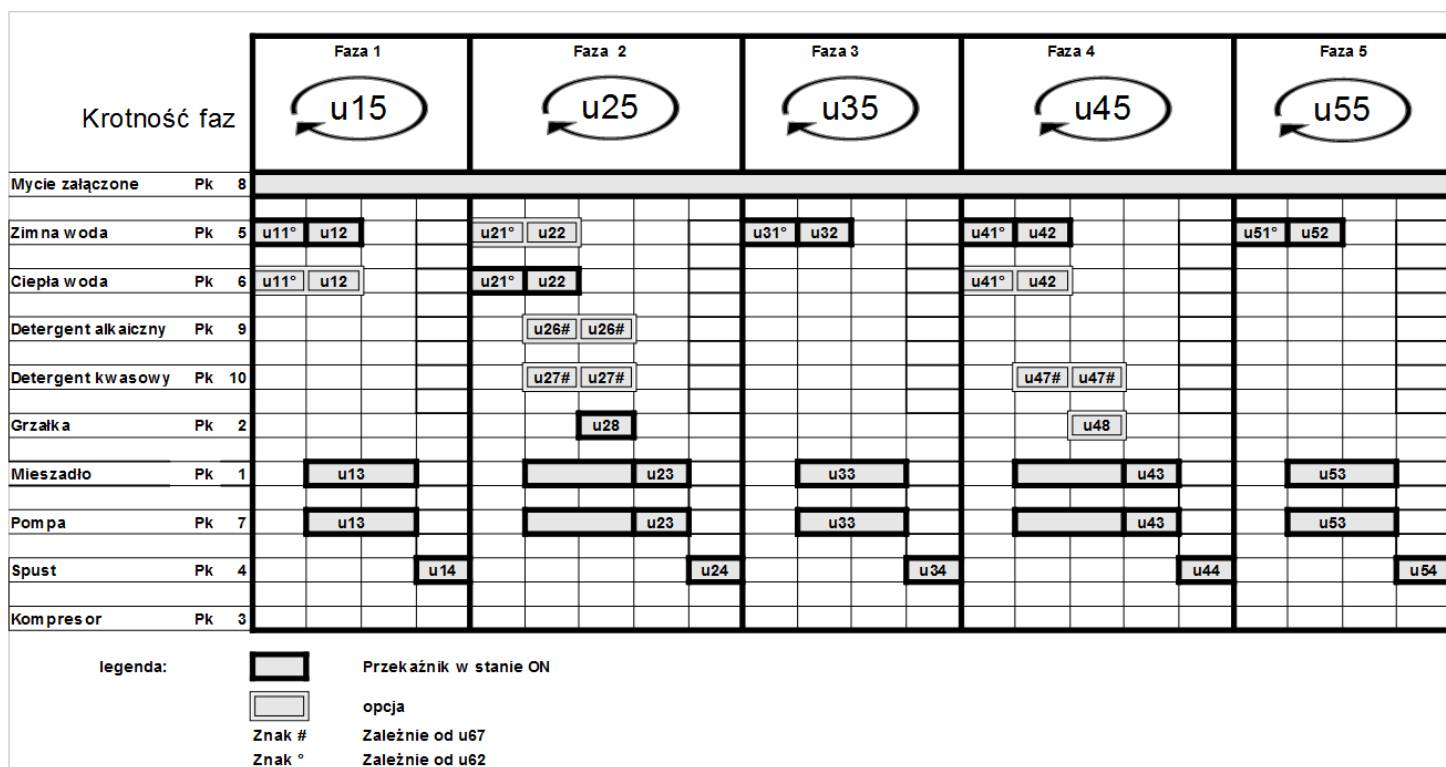 Faza 1 Faza 2 Faza 3 Faza 4 Faza 5
Krotność faz u15 u25 u35 u45 u55
Mycie załączone Pk 8
Zimna woda Pk 5 u11° u12 u21° u22 u31° u32 u41° u42 u51° u52
Ciepła woda Pk 6 u11° u12 u21° u22 u41° u42
Detergent alkaiczny Pk 9 u26# u26#
Detergent kwasowy Pk 10 u27# u27# u47# u47#
Grzałka Pk 2 u28 u48
Mieszadło Pk 1 u13 u23 u33 u43 u53
Pompa Pk 7 u13 u23 u33 u43 u53
Spust Pk 4 u14 u24 u34 u44 u54
Kompresor Pk 3
legenda: Przekaźnik w stanie ON
opcja
Znak # Zależnie od u67
Znak ° Zależnie od u62